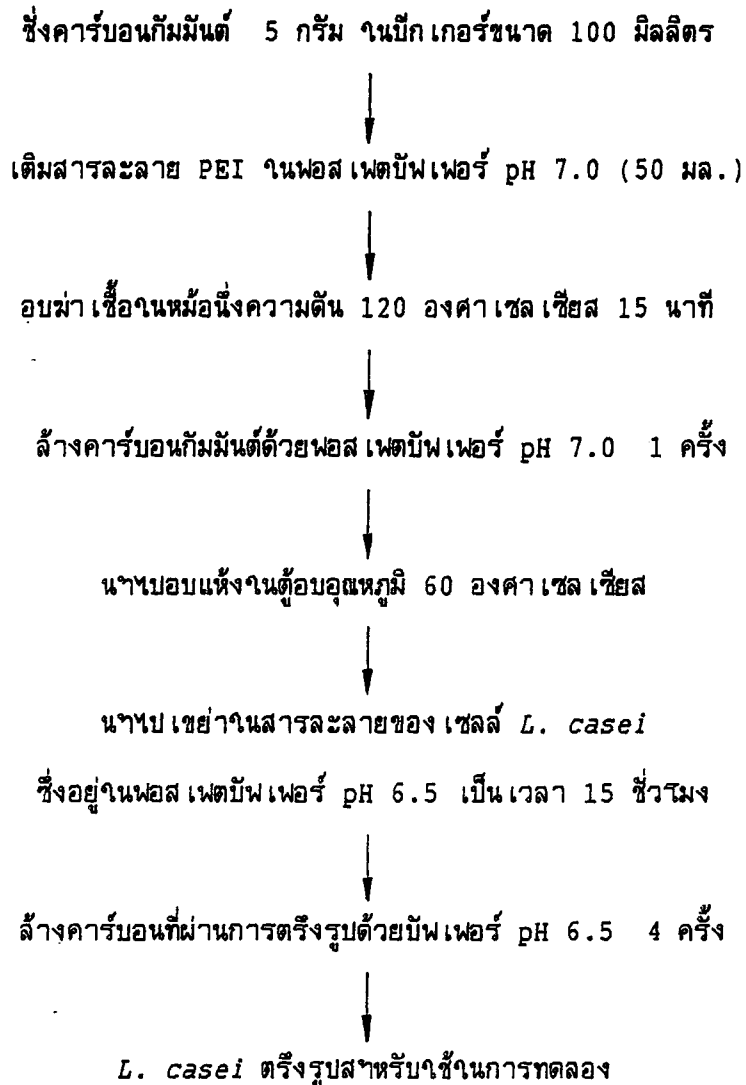 ชั่งคาร์บอนกัมมันต์ 5 กรัม ในบีกเกอร์ขนาด 100 มิลลิตร
เติมสารละลาย PEI ในฟอสเฟตบัฟเฟอร์ pH 7.0 (50 มล.)
อบฆ่าเชื้อในหม้อนึ่งความดัน 120 องศาเซลเซียส 15 นาที
ล้างคาร์บอนกัมมันต์ด้วยฟอสเฟตบัฟเฟอร์ pH 7.0 1 ครั้ง
นำไปอบแห้งในตู้อบอุณหภูมิ 60 องศาเซลเซียส
นำไปเขย่าในสารละลายของเซลล์ L. casei
ซึ่งอยู่ในฟอสเฟตบัฟเฟอร์ pH 6.5 เป็นเวลา 15 ชั่วโมง
ล้างคาร์บอนที่ผ่านการตรึงรูปด้วยบัฟเฟอร์ pH 6.5 4 ครั้ง
L. casei ตรึงรูปสำหรับใช้ในการทดลอง